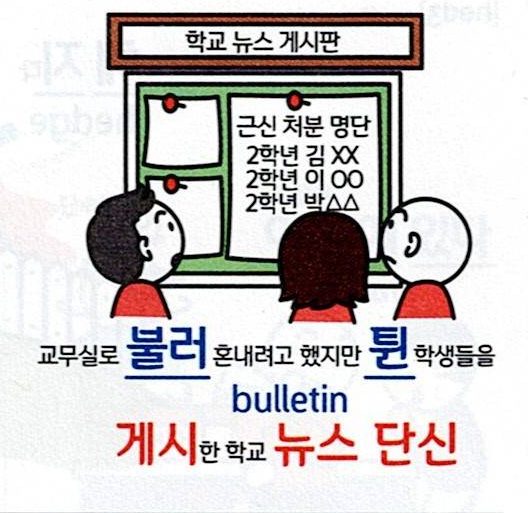 학교 뉴스 게시판
근신 처분 명단
2학년 김 XX
2학년 이 OO
2학년 박△△
교무실로 불러 혼내려고 했지만 튄 학생들을
bulletin
게시한 학교 뉴스 단신